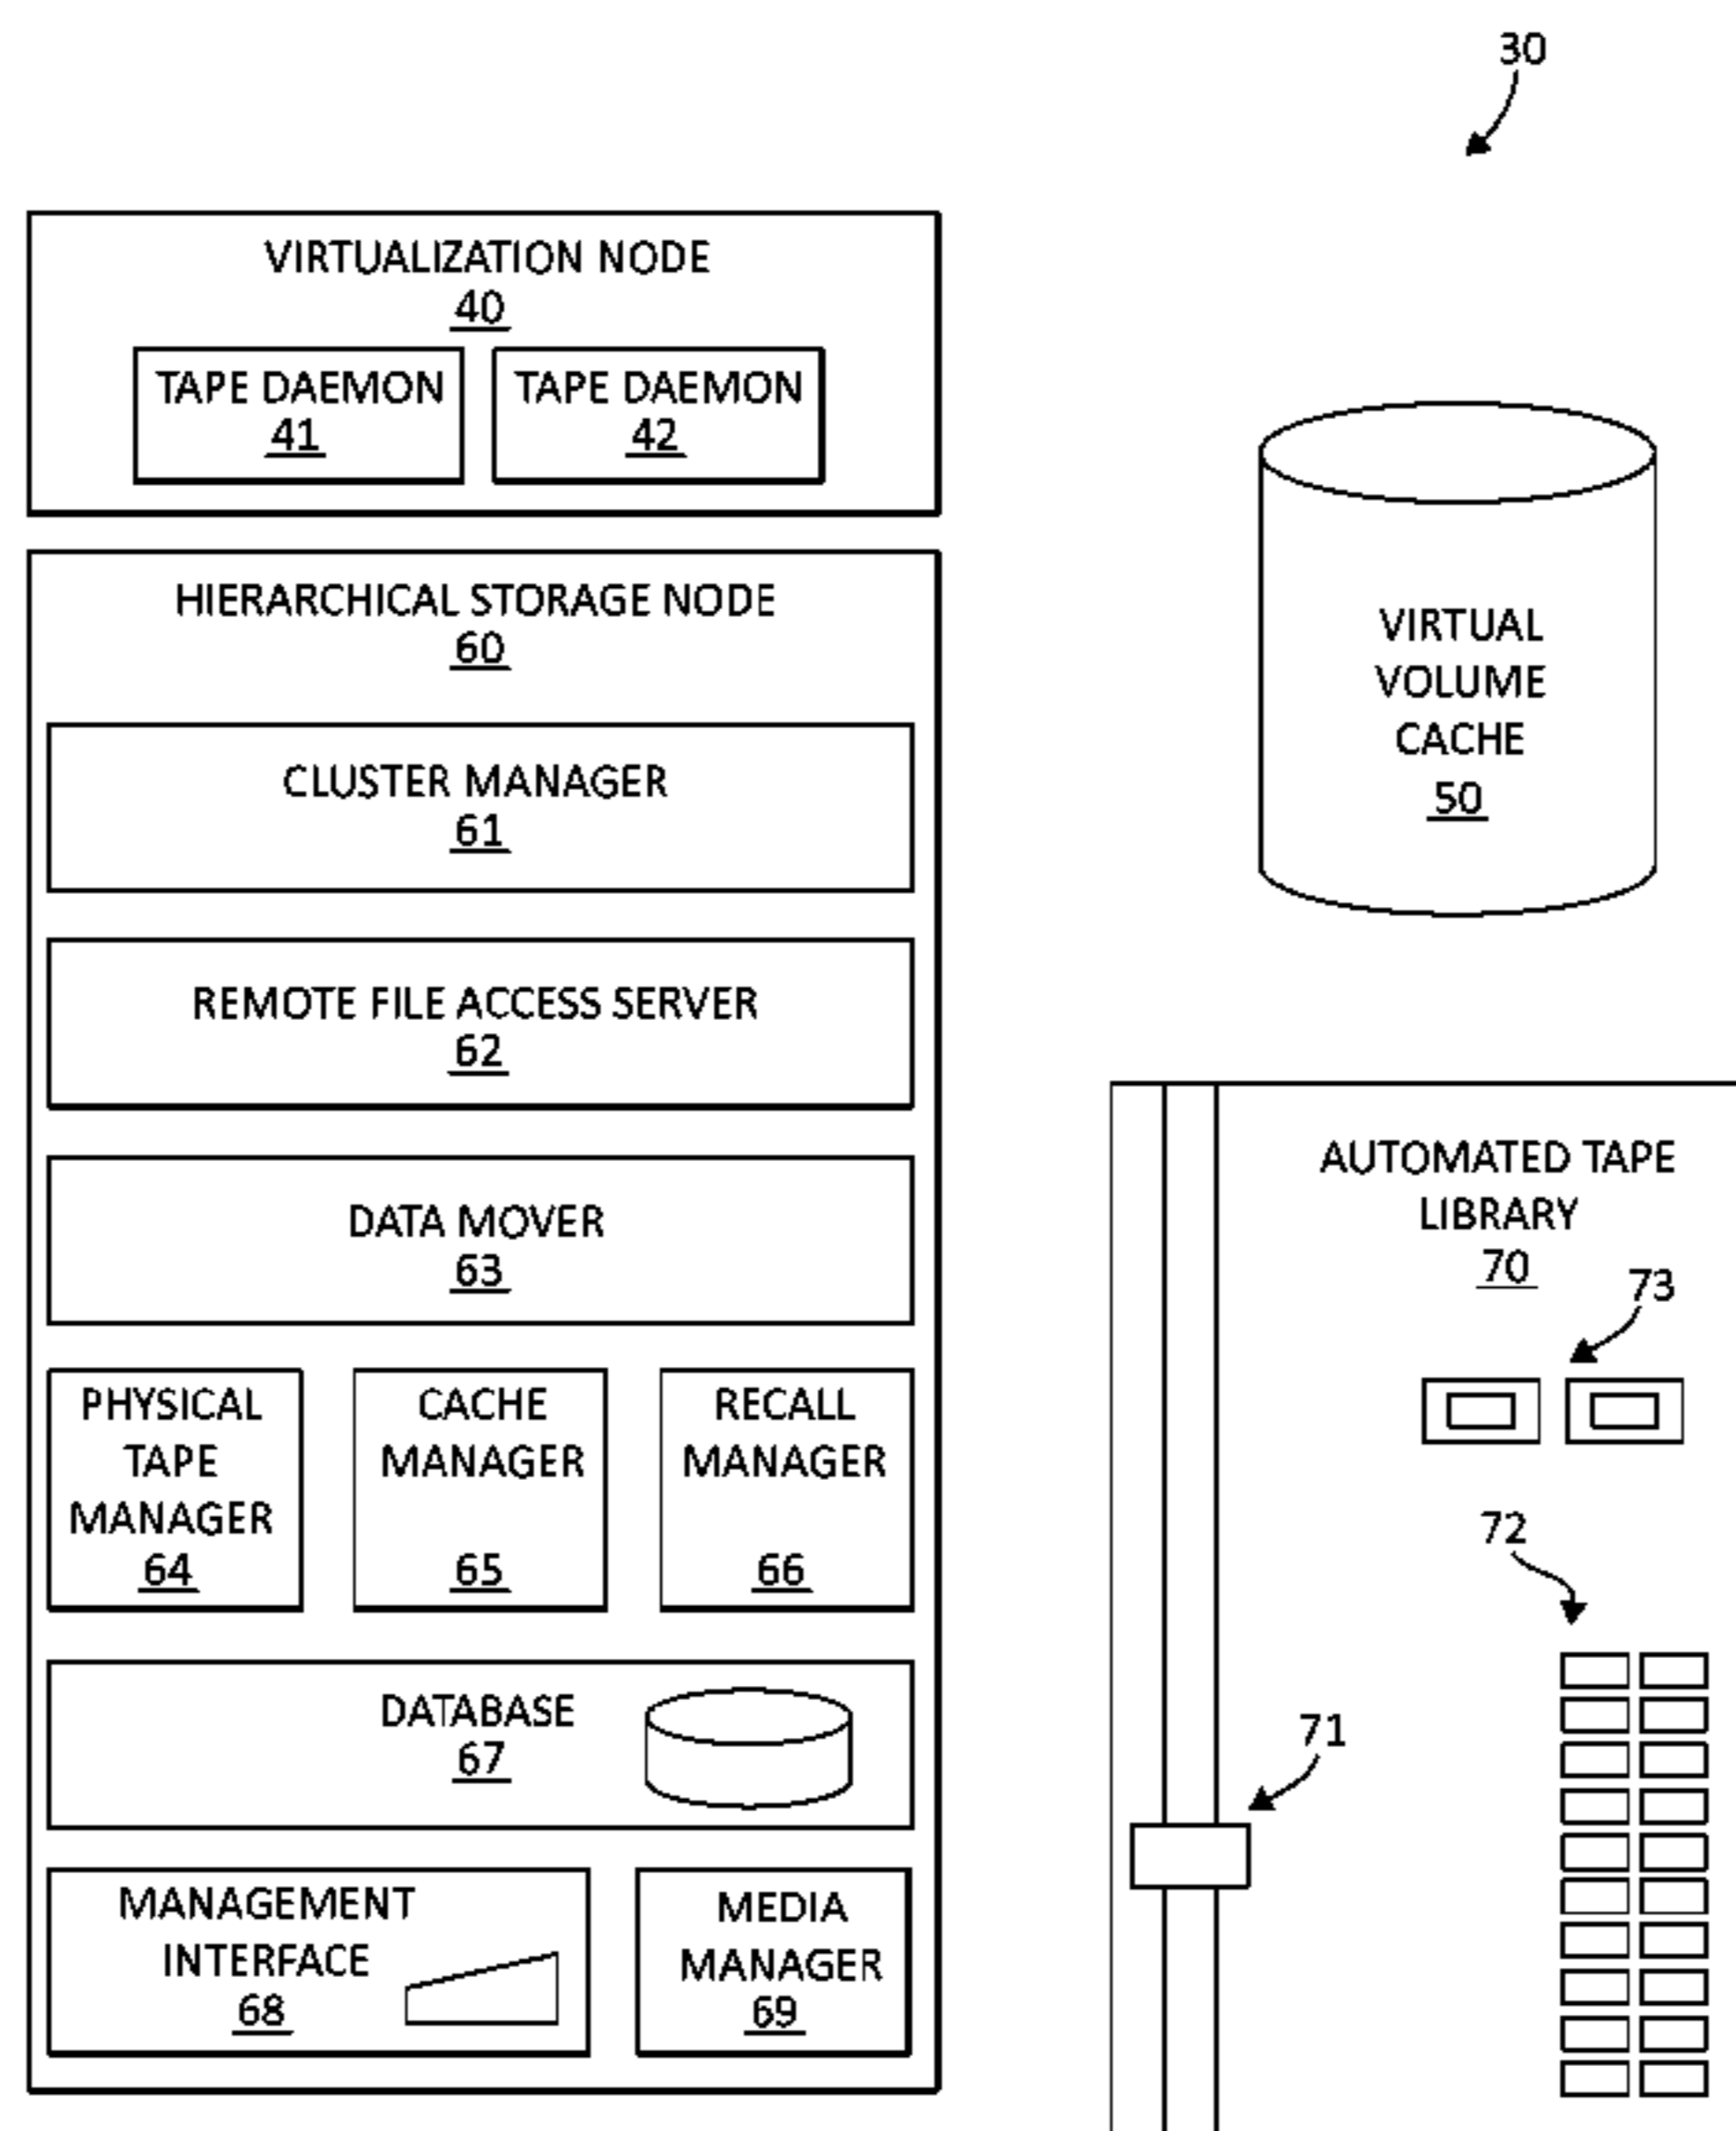 30
VIRTUALIZATION NODE
40
TAPE DAEMON
41
TAPE DAEMON
42
HIERARCHICAL STORAGE NODE
60
CLUSTER MANAGER
61
REMOTE FILE ACCESS SERVER
62
DATA MOVER
63
PHYSICAL
TAPE
MANAGER
64
CACHE
MANAGER
65
RECALL
MANAGER
66
DATABASE
67
MANAGEMENT
INTERFACE
68
MEDIA
MANAGER
69
VIRTUAL
VOLUME
CACHE
50
AUTOMATED TAPE
LIBRARY
70
73
72
71